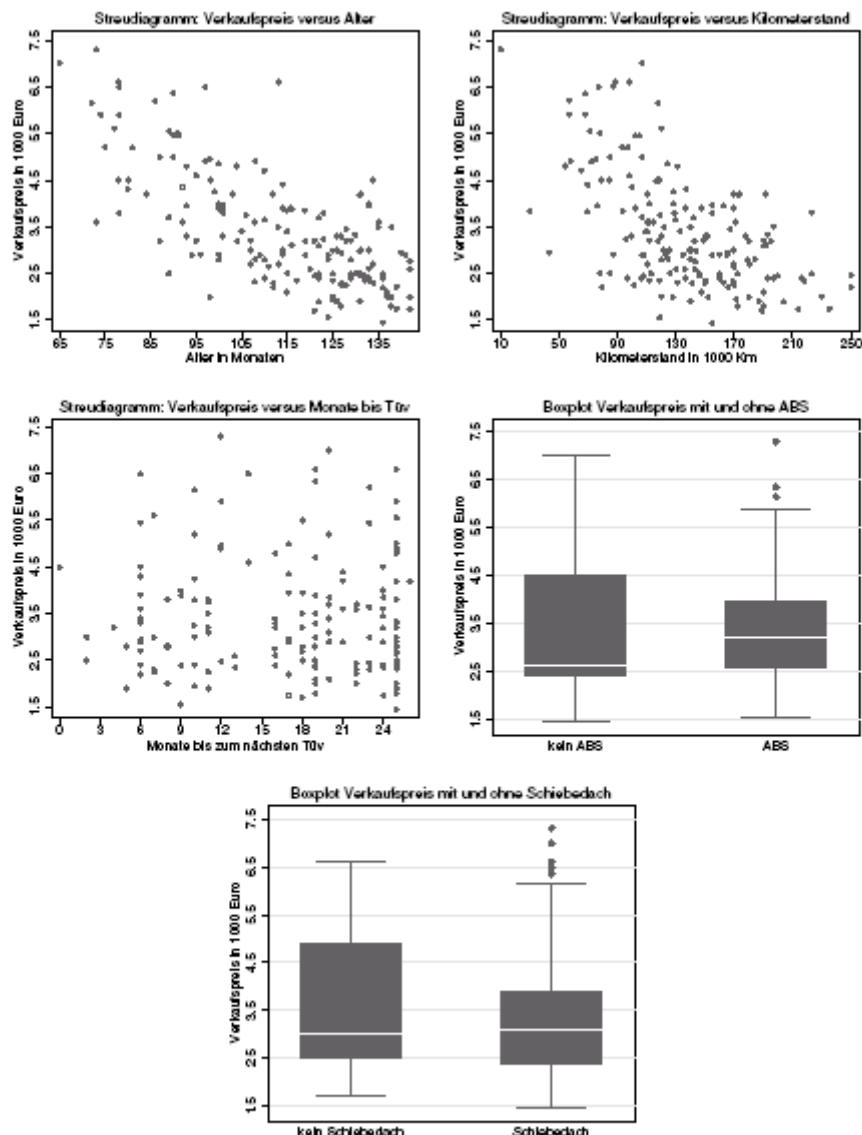 Streudiagramm: Verkaufspreis versus Alter
Verkaufspreis in 1000 Euro
7.5
6.5
5.5
4.5
3.5
2.5
1.5
65 75 85 95 105 115 125 135
Alter in Monaten
Streudiagramm: Verkaufspreis versus Kilometerstand
Verkaufspreis in 1000 Euro
7.5
6.5
5.5
4.5
3.5
2.5
1.5
10 50 90 130 170 210 250
Kilometerstand in 1000 Km
Streudiagramm: Verkaufspreis versus Monate bis Tüv
Verkaufspreis in 1000 Euro
7.5
6.5
5.5
4.5
3.5
2.5
1.5
0 3 6 9 12 15 18 21 24
Monate bis zum nächsten Tüv
Boxplot Verkaufspreis mit und ohne ABS
Verkaufspreis in 1000 Euro
7.5
6.5
5.5
4.5
3.5
2.5
1.5
kein ABS ABS
Boxplot Verkaufspreis mit und ohne Schiebedach
Verkaufspreis in 1000 Euro
7.5
6.5
5.5
4.5
3.5
2.5
1.5
kein Schiebedach Schiebedach